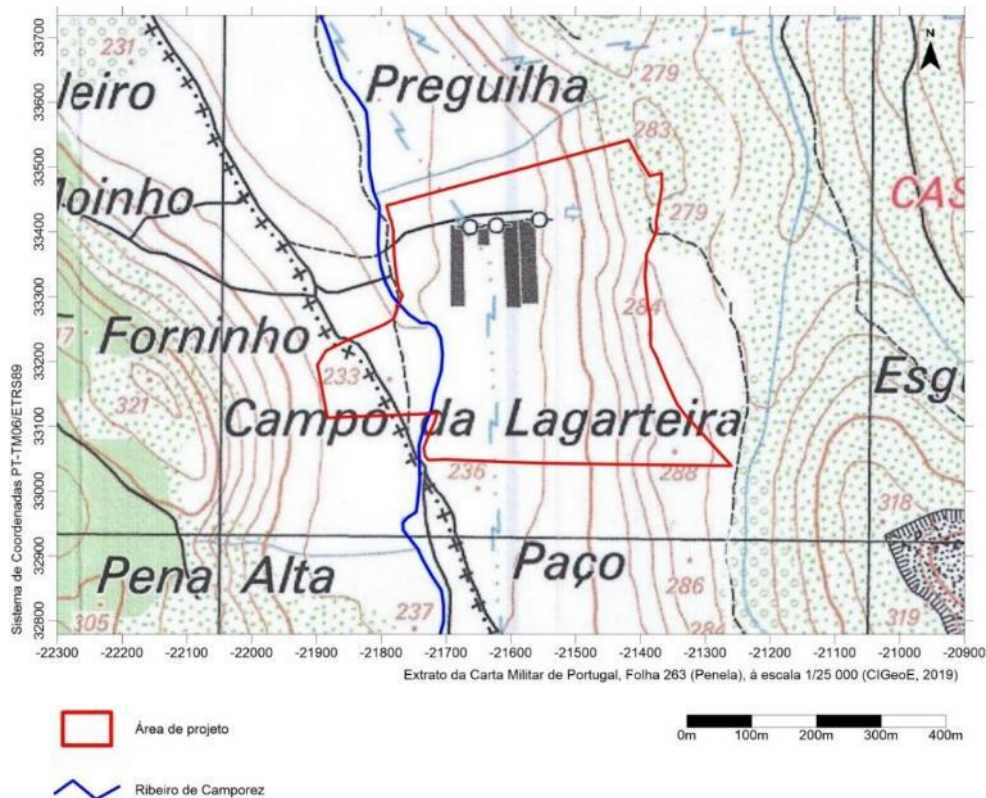 33700
33600
33500
33400
33300
33200
33100
33000
32900
32800
Sistema de Coordenadas PT-TM06/ETRS89
231
Preguilha
279
N
leiro
283
Moinho
CAS
279
284
Forninho
233
321
Campo da Lagarteira
Esgu
236
288
318
Pena Alta
Paço
286
305
237
284
319
-22300 -22200 -22100 -22000 -21900 -21800 -21700 -21600 -21500 -21400 -21300 -21200 -21100 -21000 -20900
Extrato da Carta Militar de Portugal, Folha 263 (Penela), à escala 1/25 000 (CIGeoE, 2019)
Área de projeto
0m 100m 200m 300m 400m
Ribeiro de Camporez